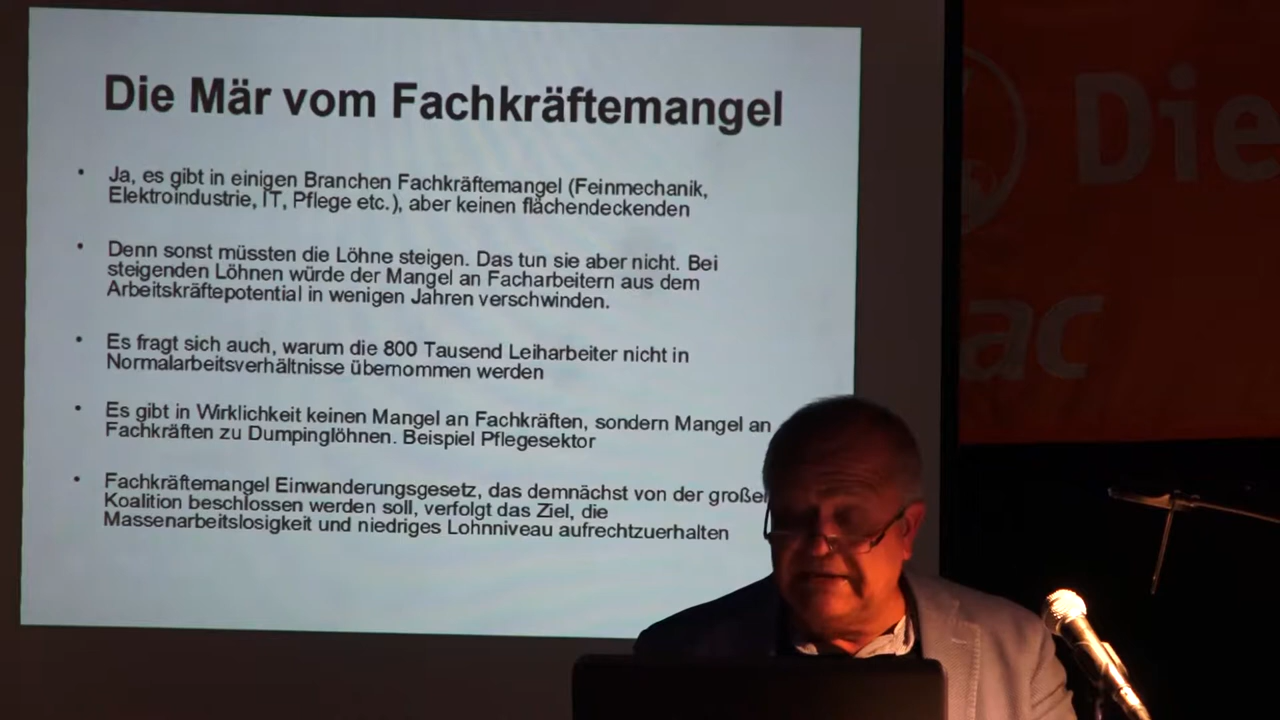 Die Mär vom Fachkräftemangel
• Ja, es gibt in einigen Branchen Fachkräftemangel (Feinmechanik,
Elektroindustrie, IT, Pflege etc.), aber keinen flächendeckenden
• Denn sonst müssten die Löhne steigen. Das tun sie aber nicht. Bei
steigenden Löhnen würde der Mangel an Facharbeitern aus dem
Arbeitskräftepotential in wenigen Jahren verschwinden.
• Es fragt sich auch, warum die 800 Tausend Leiharbeiter nicht in
Normalarbeitsverhältnisse übernommen werden
• Es gibt in Wirklichkeit keinen Mangel an Fachkräften, sondern Mangel an
Fachkräften zu Dumpinglöhnen. Beispiel Pflegesektor
• Fachkräftemangel Einwanderungsgesetz, das demnächst von der großen
Koalition beschlossen werden soll, verfolgt das Ziel, die
Massenarbeitslosigkeit und niedriges Lohnniveau aufrechtzuerhalten
Die
ac